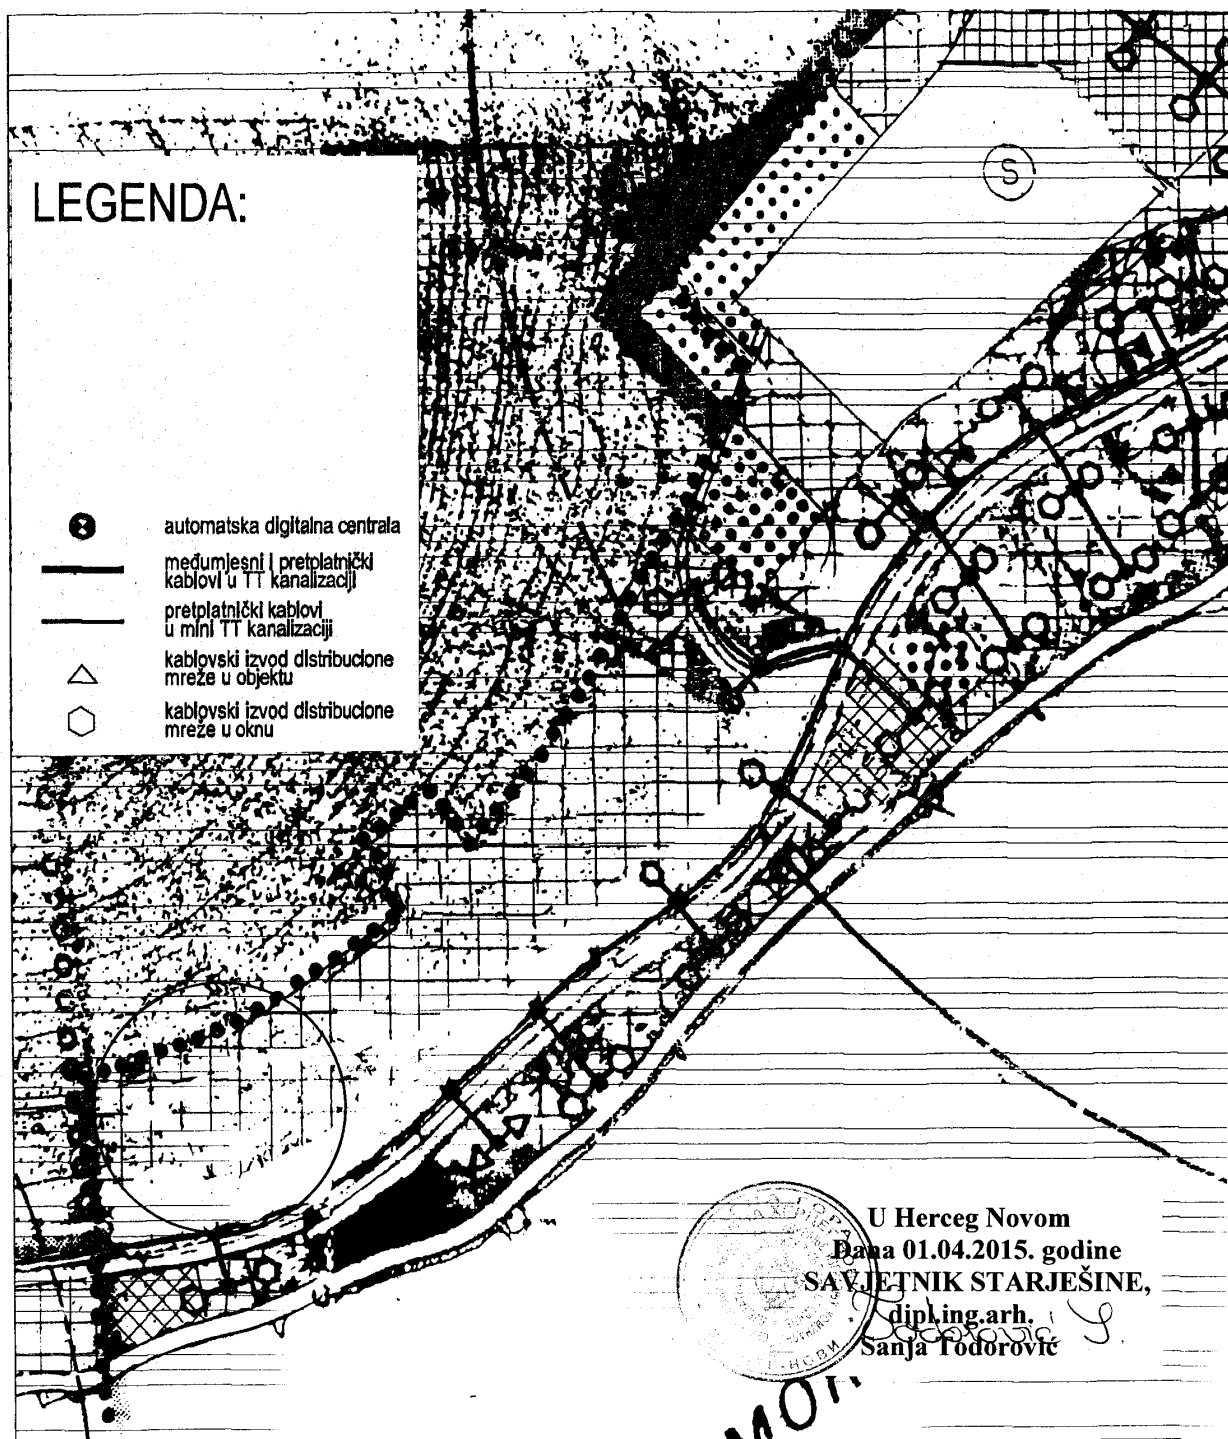 LEGENDA:
S
automatska digitalna centrala
međumjesni i pretplatnički
kablovi u TT kanalizaciji
pretplatnički kablovi
u mini TT kanalizaciji
kablovski izvod distribucione
mreže u objektu
kablovski izvod distribucione
mreže u oknu
U Herceg Novom
Dana 01.04.2015. godine
SAVJETNIK STARJEŠINE,
dipl.ing.arh.
Todorović S.
Sanja Todorović